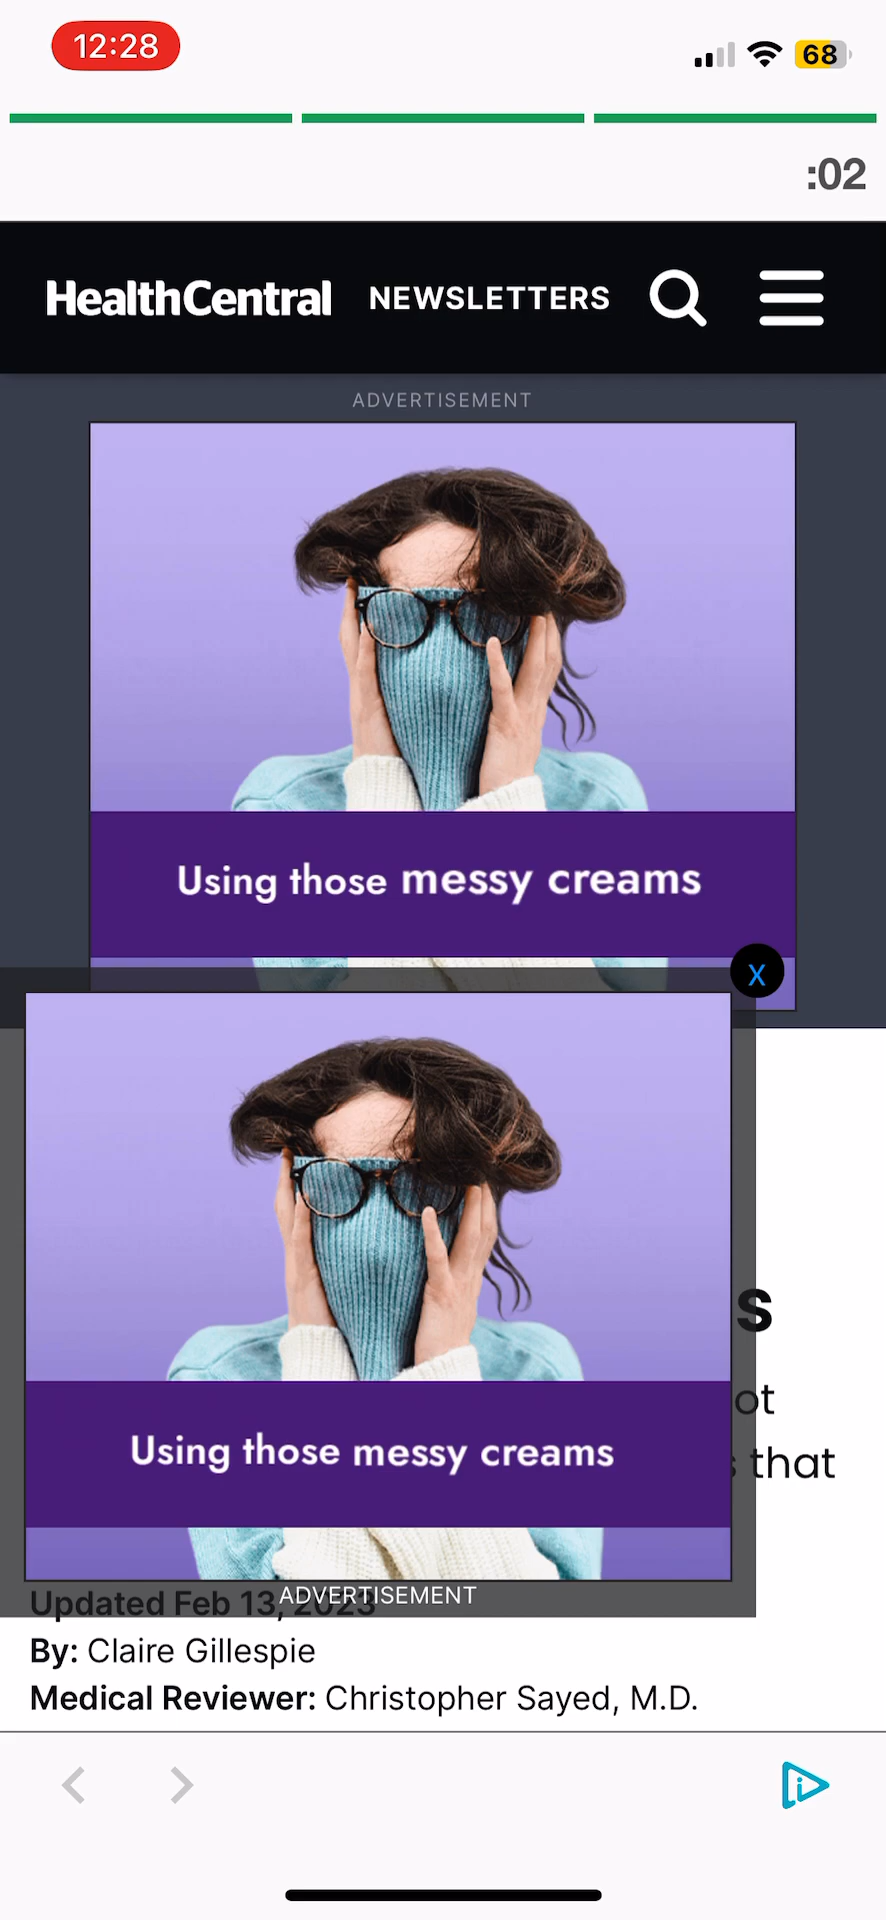 12:28
68
:02
HealthCentral NEWSLETTERS
ADVERTISEMENT
Using those messy creams
X
Using those messy creams
s
ot
that
ADVERTISEMENT
Updated Feb 13, 2023
By: Claire Gillespie
Medical Reviewer: Christopher Sayed, M.D.